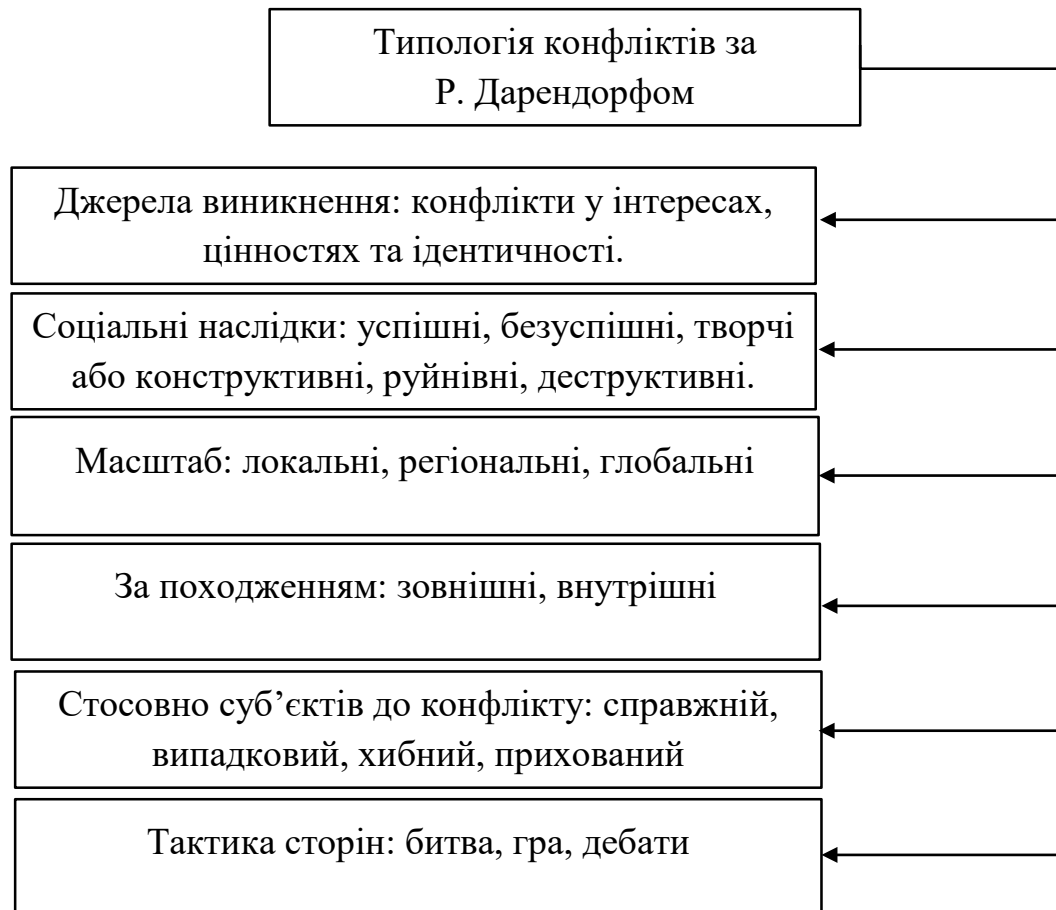 Типологія конфліктів за
Р. Дарендорфом
Джерела виникнення: конфлікти у інтересах,
цінностях та ідентичності.
Соціальні наслідки: успішні, безуспішні, творчі
або конструктивні, руйнівні, деструктивні.
Масштаб: локальні, регіональні, глобальні
За походженням: зовнішні, внутрішні
Стосовно суб’єктів до конфлікту: справжній,
випадковий, хибний, прихований
Тактика сторін: битва, гра, дебати